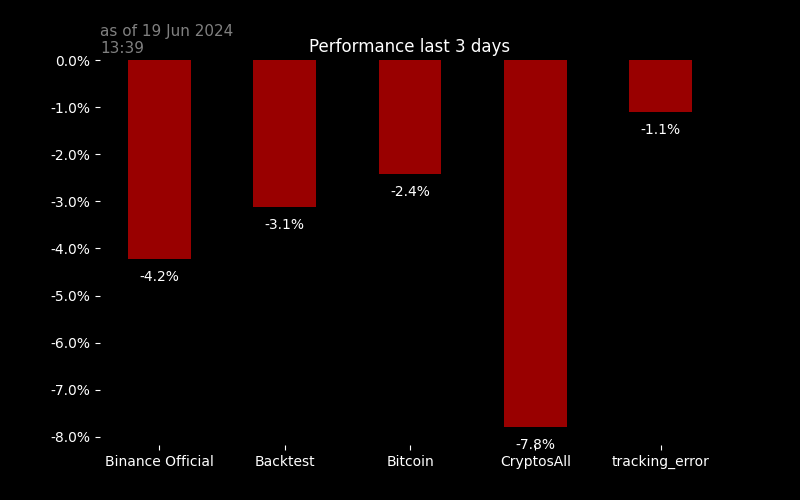 as of 19 Jun 2024
13:39
Performance last 3 days
0.0%
-1.0%
-2.0%
-3.0%
-4.0%
-5.0%
-6.0%
-7.0%
-8.0%
-4.2%
-3.1%
-2.4%
-7.8%
-1.1%
Binance Official
Backtest
Bitcoin
CryptosAll
tracking_error